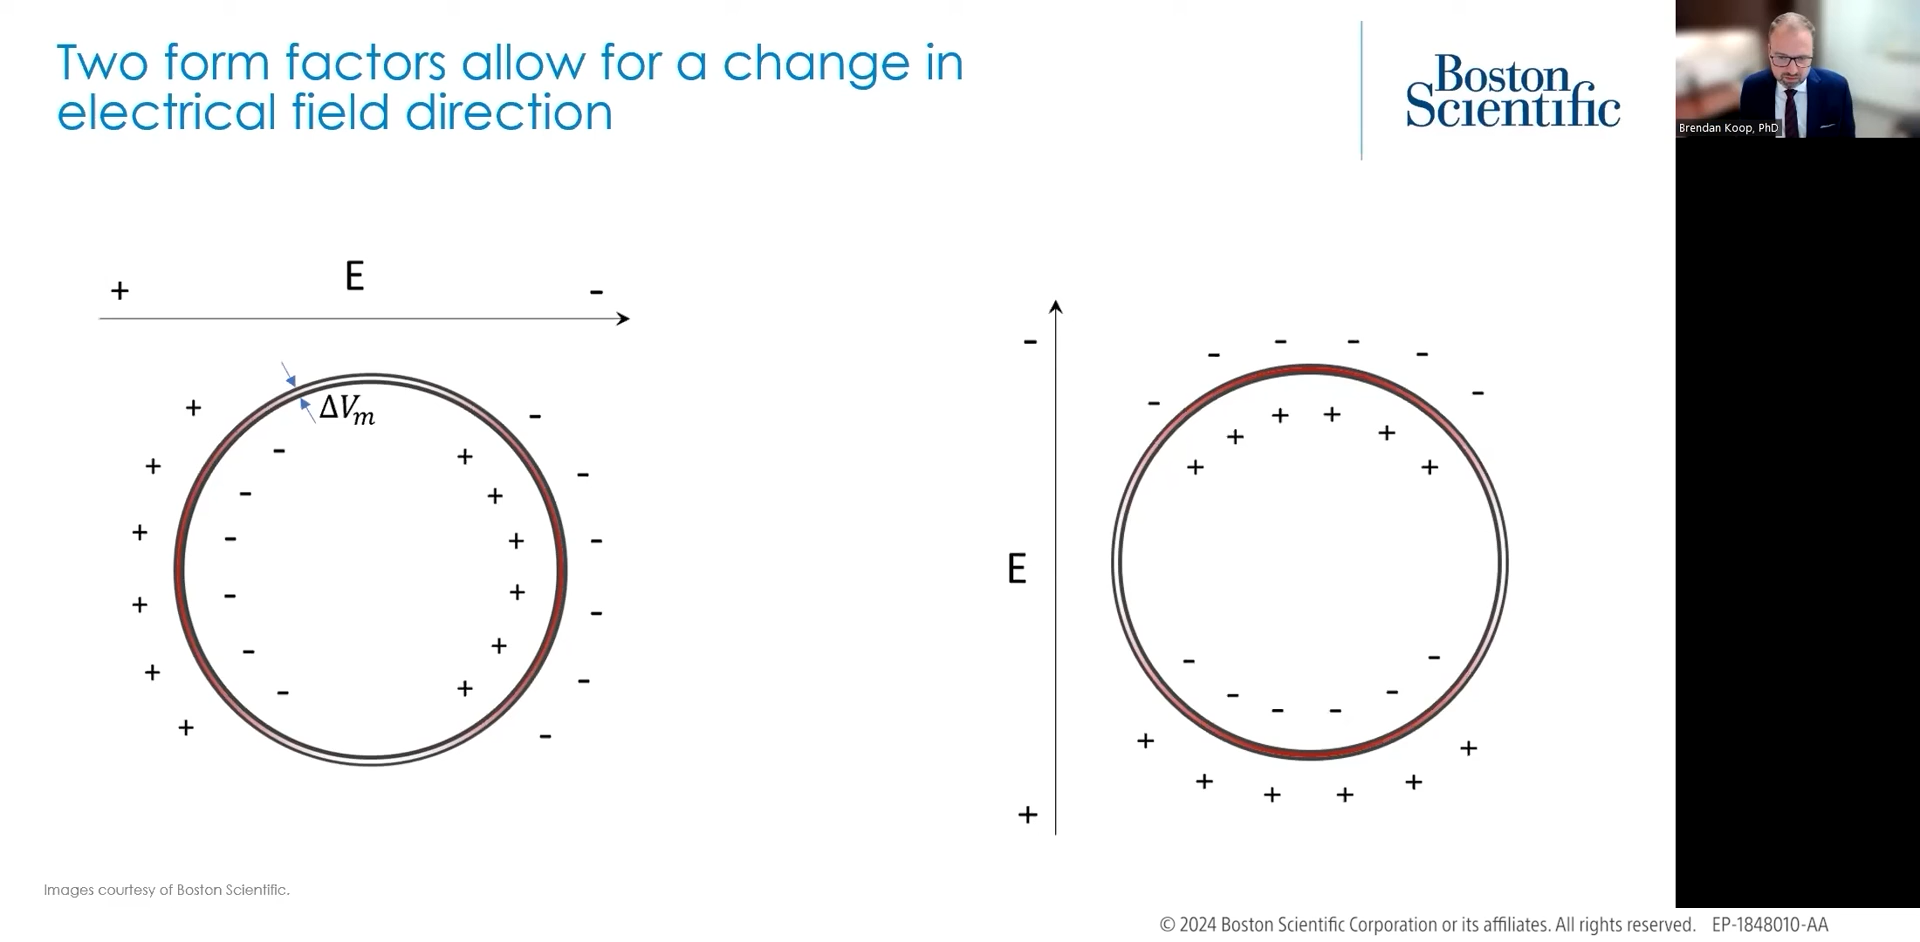 Two form factors allow for a change in
electrical field direction
Boston
Scientific
Brendan Koop, PhD
E
+ -
ΔVm
+ -
- +
+ -
- +
+ -
- +
+ -
- +
+ -
- +
+ -
- +
-
E
+
- - - - - -
+ + + + + +
- - - - - -
+ + + + + +
Images courtesy of Boston Scientific.
© 2024 Boston Scientific Corporation or its affiliates. All rights reserved. EP-1848010-AA